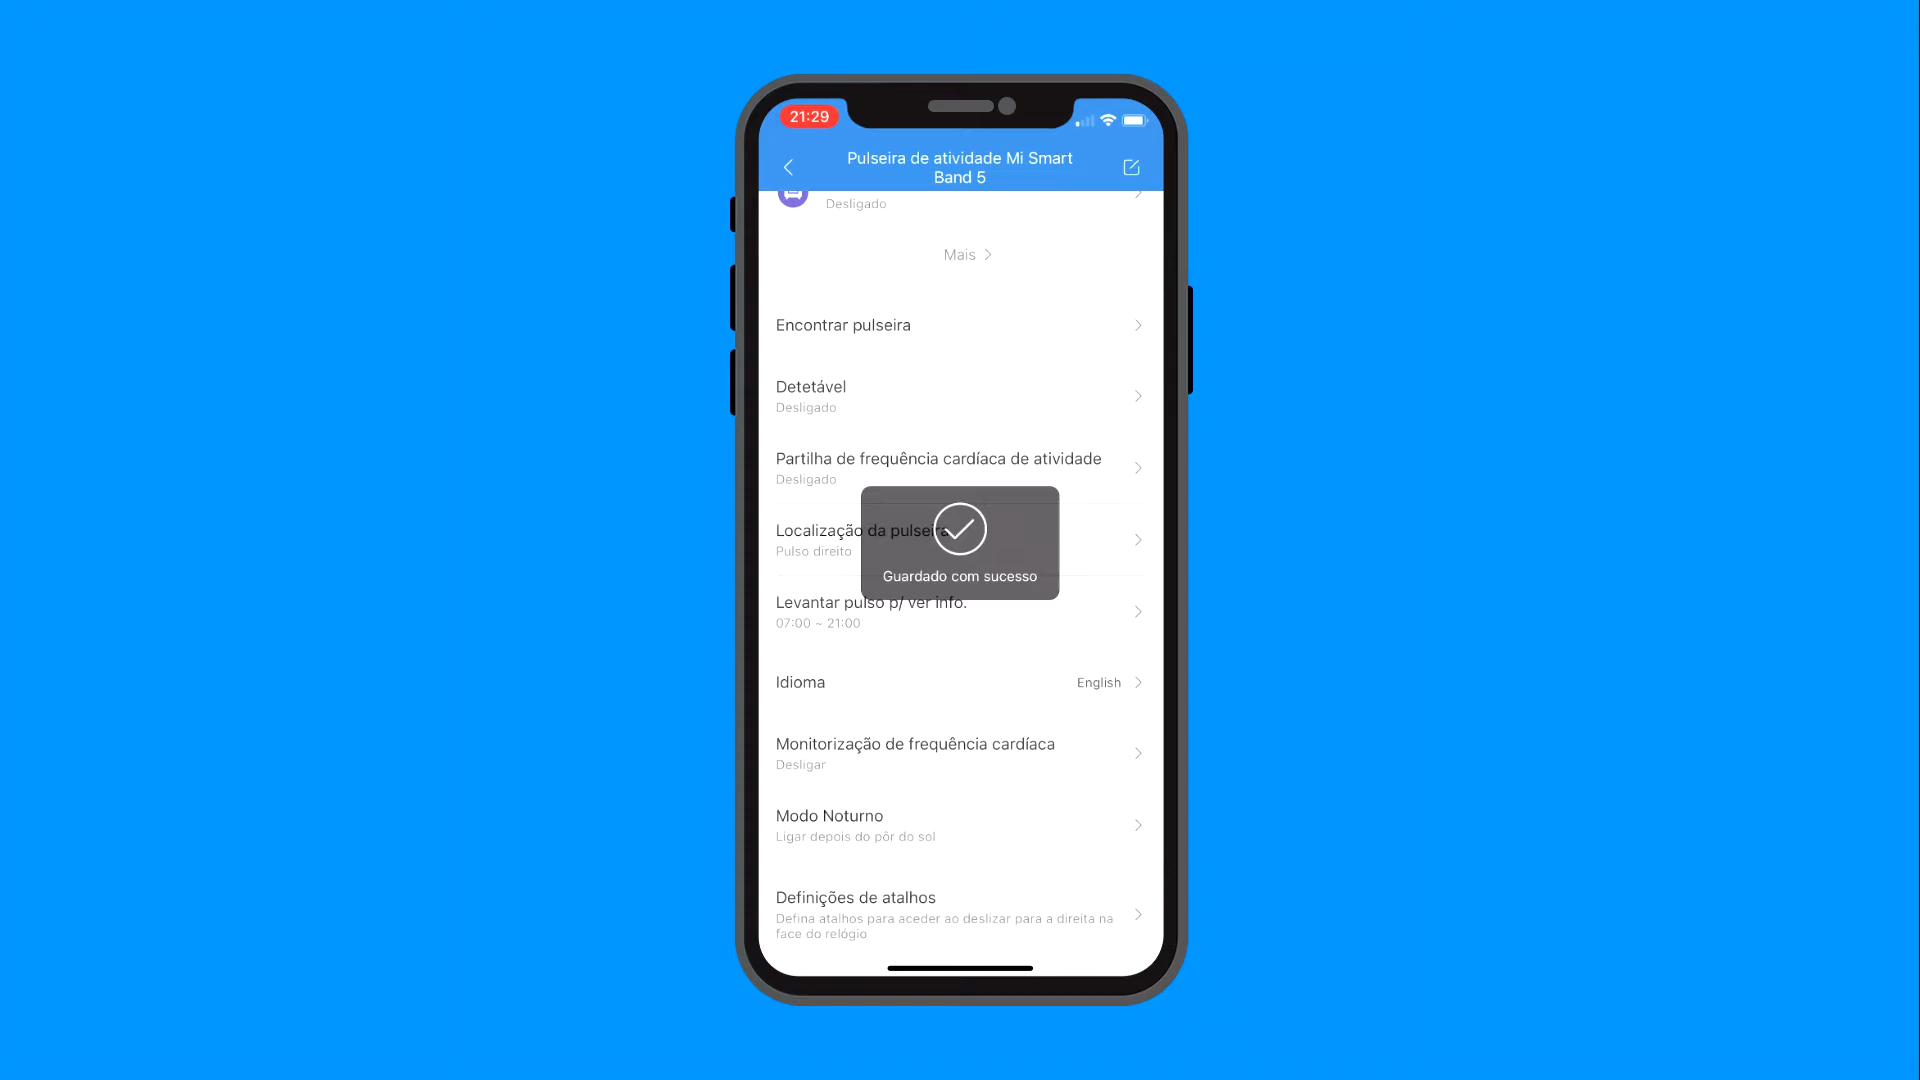 21:29
Pulseira de atividade Mi Smart
Band 5
Desligado
Mais
Encontrar pulseira
Detetável
Desligado
Partilha de frequência cardíaca de atividade
Desligado
Localização da pulseira
Pulso direito
Guardado com sucesso
Levantar pulso p/ ver info.
07:00 ~ 21:00
Idioma
English
Monitorização de frequência cardíaca
Desligar
Modo Noturno
Ligar depois do pôr do sol
Definições de atalhos
Defina atalhos para aceder ao deslizar para a direita na
face do relógio